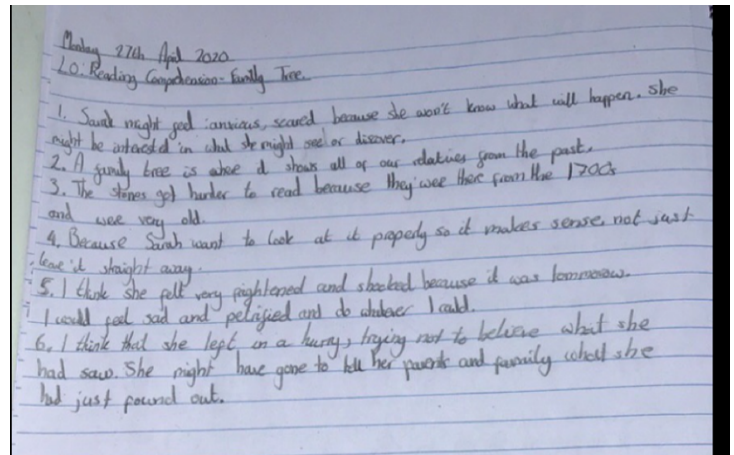 Monday 27th April 2020
LO: Reading Comprehension- Family Tree
1. Sarah might feel anxious, scared because she won't know what will happen. She
might be interested in what she might see or discover.
2. A family tree is where it shows all of our relatives from the past.
3. The stones got harder to read because they wee there from the 1700s
and wee very old.
4. Because Sarah want to look at it properly so it makes sense, not just
leave it straight away.
5. I think she felt very frightened and shocked because it was tommorow.
I would feel sad and petrified and do whatever I could.
6. I think that she left in a hurry, trying not to believe what she
had saw. She might have gone to tell her parents and family what she
had just found out.